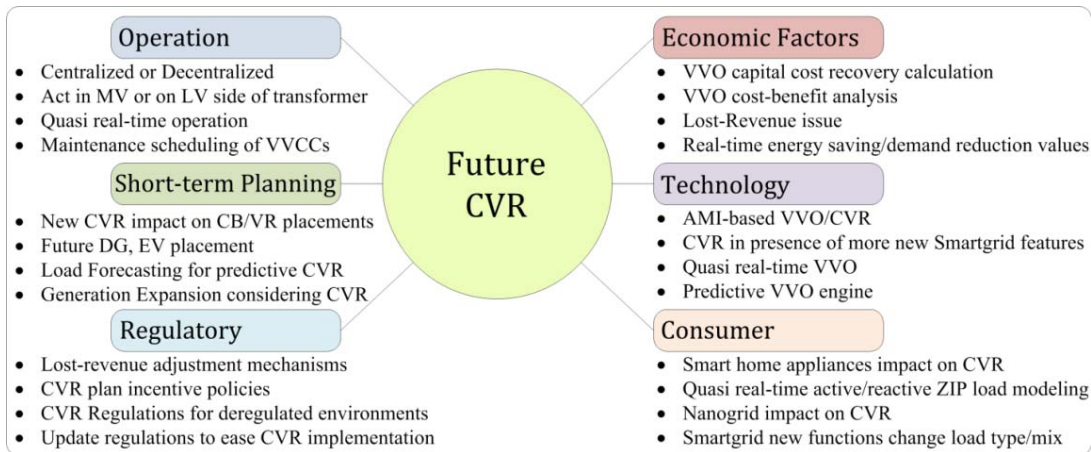 Operation
• Centralized or Decentralized
• Act in MV or on LV side of transformer
• Quasi real-time operation
• Maintenance scheduling of VVCCs
Short-term Planning
• New CVR impact on CB/VR placements
• Future DG, EV placement
• Load Forecasting for predictive CVR
• Generation Expansion considering CVR
Regulatory
• Lost-revenue adjustment mechanisms
• CVR plan incentive policies
• CVR Regulations for deregulated environments
• Update regulations to ease CVR implementation
Future
CVR
Economic Factors
• VVO capital cost recovery calculation
• VVO cost-benefit analysis
• Lost-Revenue issue
• Real-time energy saving/demand reduction values
Technology
• AMI-based VVO/CVR
• CVR in presence of more new Smartgrid features
• Quasi real-time VVO
• Predictive VVO engine
Consumer
• Smart home appliances impact on CVR
• Quasi real-time active/reactive ZIP load modeling
• Nanogrid impact on CVR
• Smartgrid new functions change load type/mix